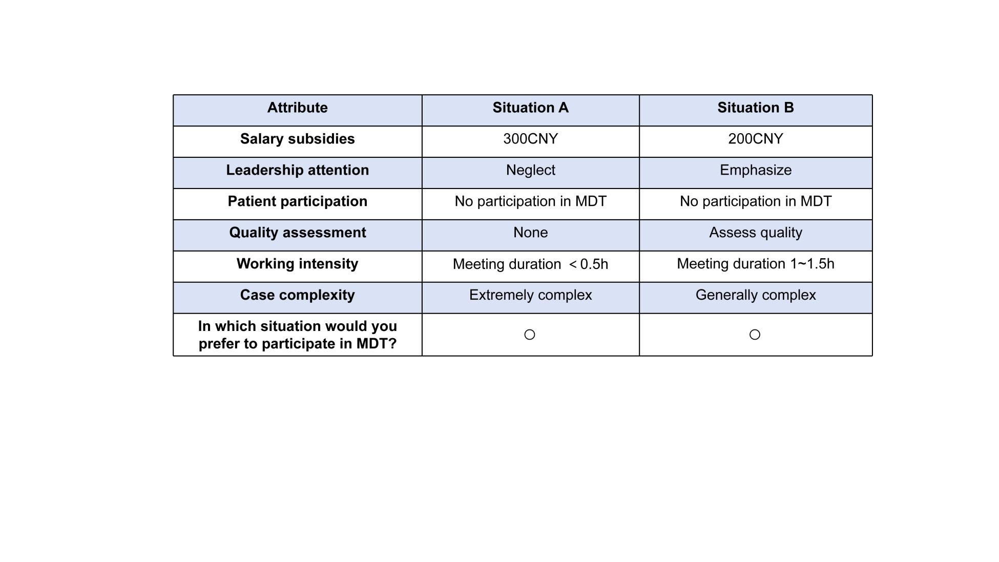 Attribute Situation A Situation B
Salary subsidies 300CNY 200CNY
Leadership attention Neglect Emphasize
Patient participation No participation in MDT No participation in MDT
Quality assessment None Assess quality
Working intensity Meeting duration < 0.5h Meeting duration 1~1.5h
Case complexity Extremely complex Generally complex
In which situation would you
prefer to participate in MDT?